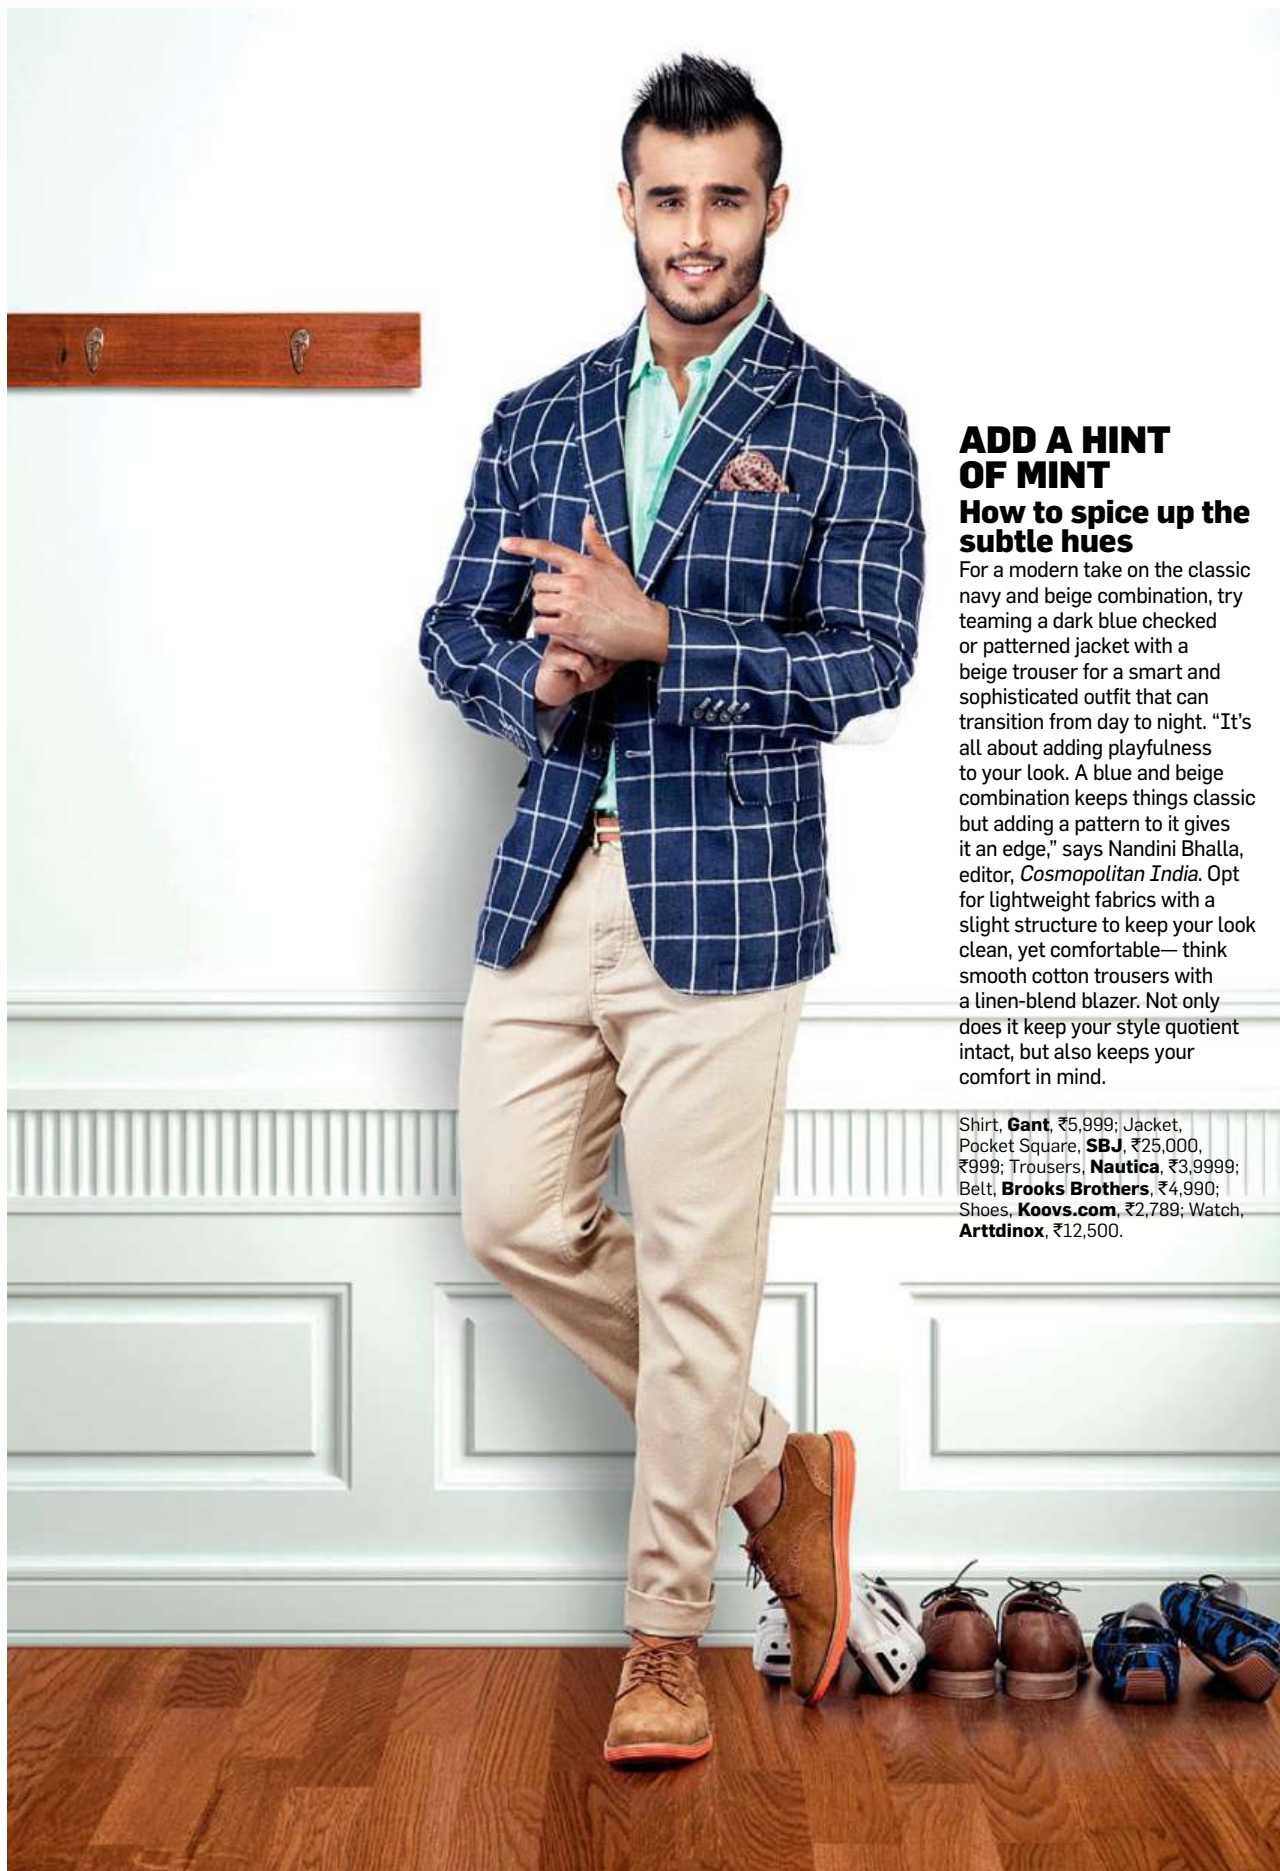 ADD A HINT
OF MINT
How to spice up the
subtle hues
For a modern take on the classic
navy and beige combination, try
teaming a dark blue checked
or patterned jacket with a
beige trouser for a smart and
sophisticated outfit that can
transition from day to night. “It’s
all about adding playfulness
to your look. A blue and beige
combination keeps things classic
but adding a pattern to it gives
it an edge,” says Nandini Bhalla,
editor, Cosmopolitan India. Opt
for lightweight fabrics with a
slight structure to keep your look
clean, yet comfortable— think
smooth cotton trousers with
a linen-blend blazer. Not only
does it keep your style quotient
intact, but also keeps your
comfort in mind.
Shirt, Gant, ₹5,999; Jacket,
Pocket Square, SBJ, ₹25,000,
₹999; Trousers, Nautica, ₹3,9999;
Belt, Brooks Brothers, ₹4,990;
Shoes, Koovs.com, ₹2,789; Watch,
Arttdinox, ₹12,500.